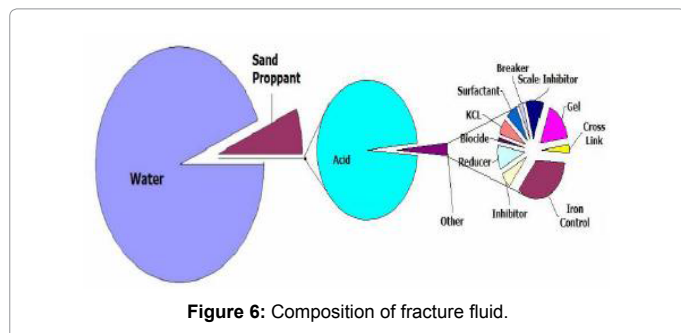 Sand
Proppant
Water
Acid
Other
Breaker
Scale Inhibitor
Surfactant
Gel
KCL
Cross
Link
Biocide
Reducer
Inhibitor
Iron
Control
Figure 6: Composition of fracture fluid.